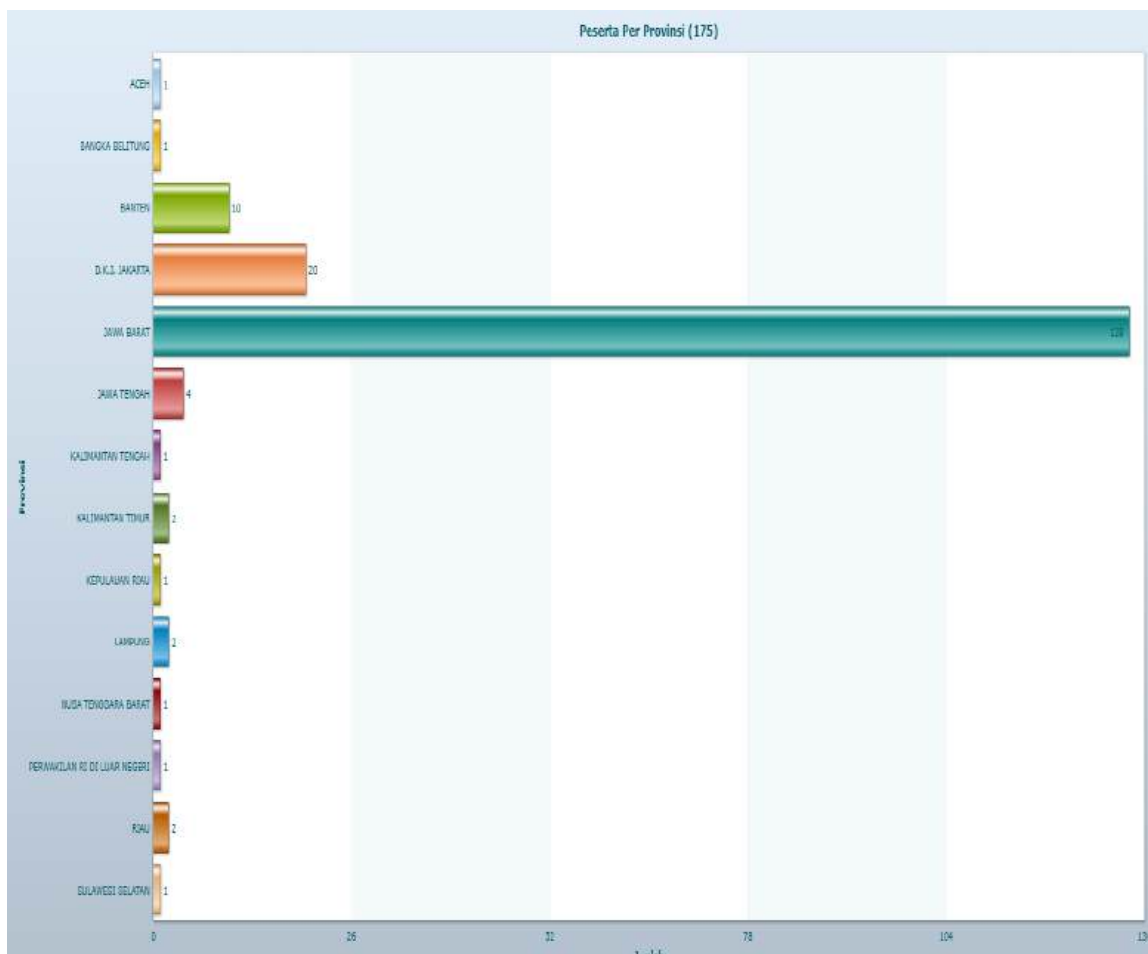 Peserta Per Provinsi (175)
ACEH 1
BANGKA BELITUNG 1
BANTEN 10
D.K.I. JAKARTA 20
JAWA BARAT 128
JAWA TENGAH 4
KALIMANTAN TENGAH 1
KALIMANTAN TIMUR 2
KEPULAUAN RIAU 1
LAMPUNG 2
NUSA TENGGARA BARAT 1
PERWAKILAN RI DI LUAR NEGERI 1
RIAU 2
SULAWESI SELATAN 1
Provinsi
0 26 52 78 104